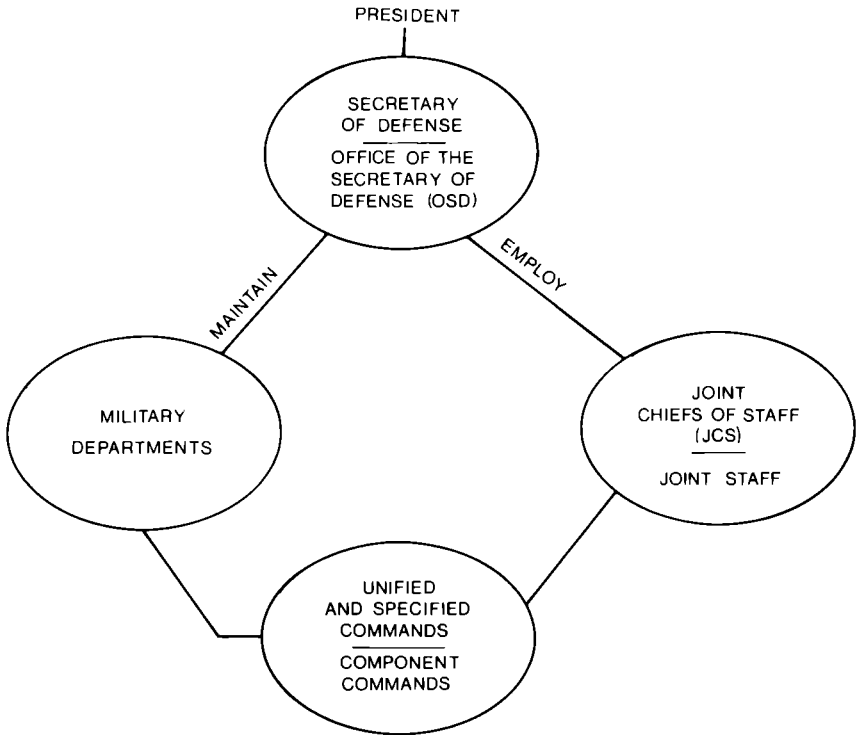 PRESIDENT
SECRETARY
OF DEFENSE
OFFICE OF THE
SECRETARY OF
DEFENSE (OSD)
MAINTAIN
EMPLOY
MILITARY
DEPARTMENTS
JOINT
CHIEFS OF STAFF
(JCS)
JOINT STAFF
UNIFIED
AND SPECIFIED
COMMANDS
COMPONENT
COMMANDS